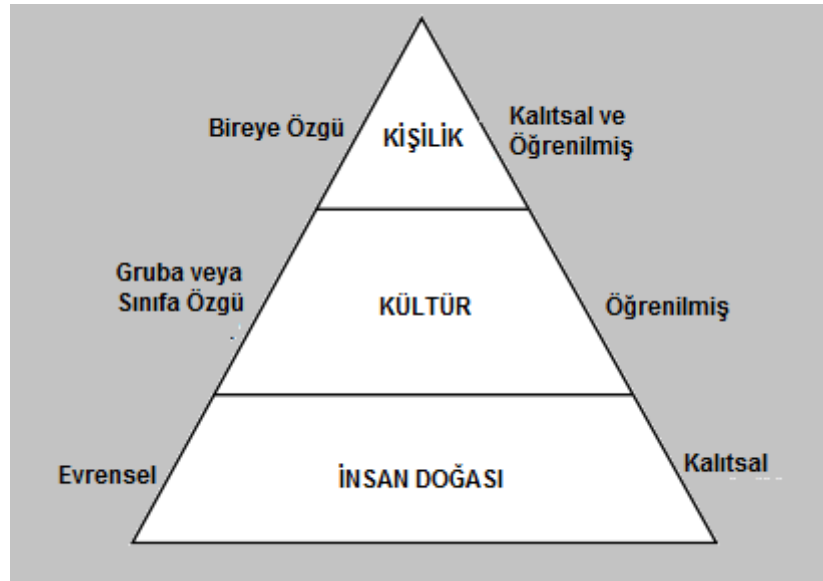 Bireye Özgü
KİŞİLİK
Kalıtsal ve
Öğrenilmiş
Gruba veya
Sınıfa Özgü
KÜLTÜR
Öğrenilmiş
Evrensel
İNSAN DOĞASI
Kalıtsal